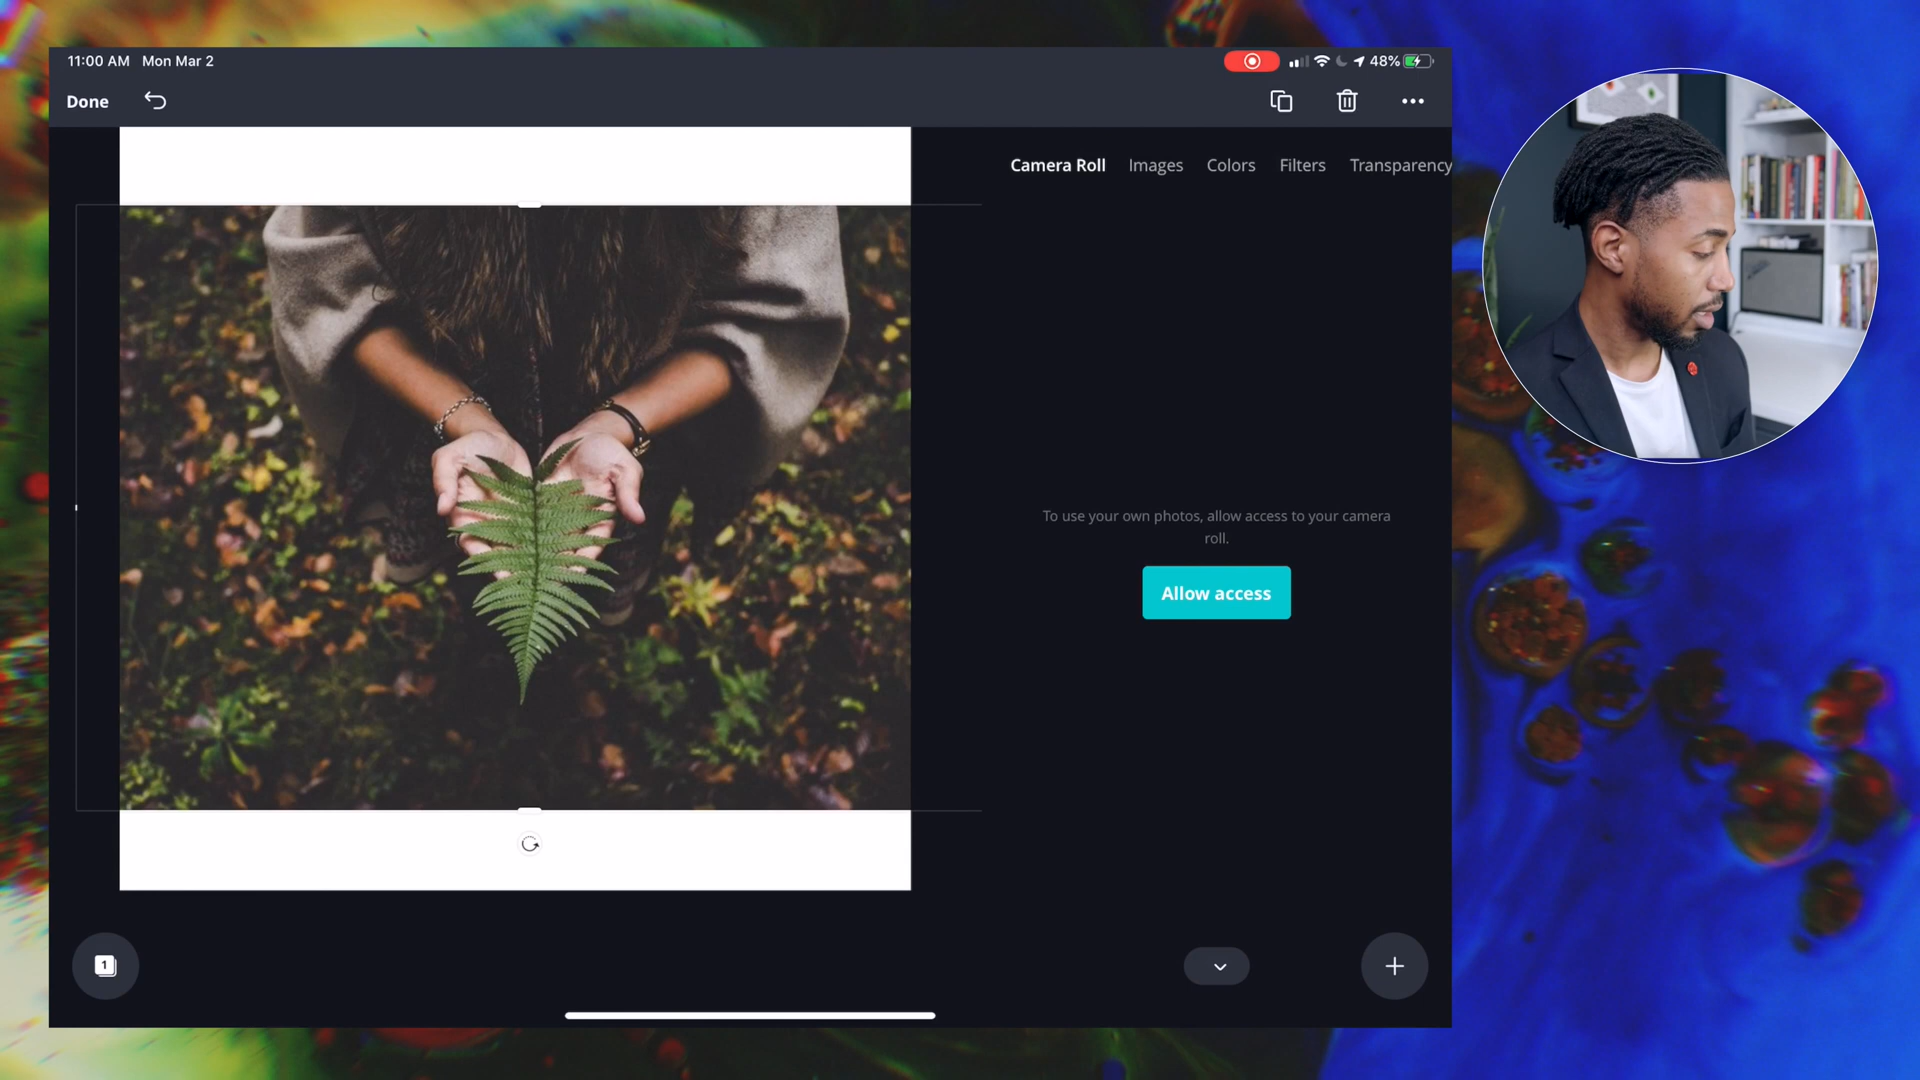 11:00 AM Mon Mar 2
48%
Done
Camera Roll Images Colors Filters Transparency
To use your own photos, allow access to your camera
roll.
Allow access
1